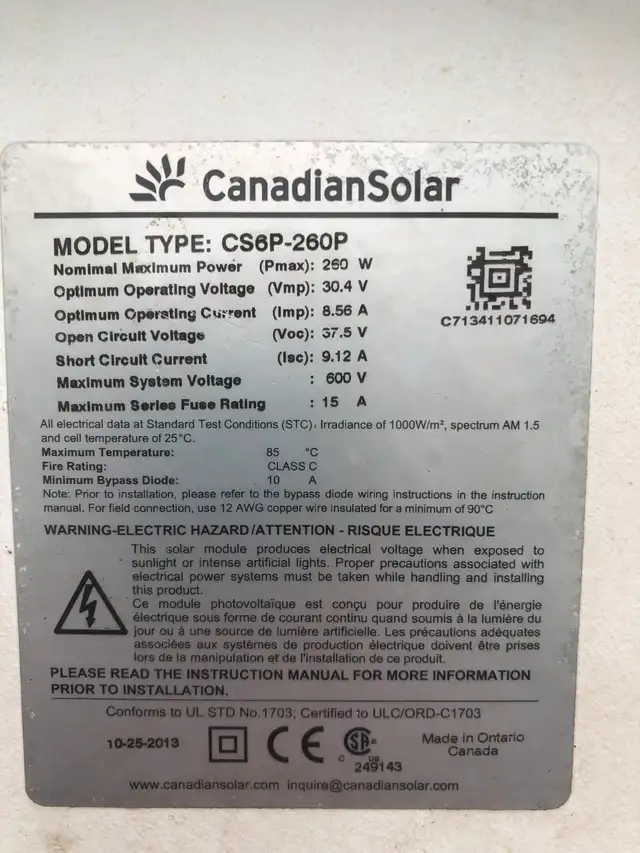 CanadianSolar
MODEL TYPE: CS6P-260P
Nomimal Maximum Power (Pmax): 260 W
Optimum Operating Voltage (Vmp): 30.4 V
Optimum Operating Current (Imp): 8.56 A
Open Circuit Voltage (Voc): 37.5 V
Short Circuit Current (Isc): 9.12 A
Maximum System Voltage : 600 V
Maximum Series Fuse Rating : 15 A
C713411071694
All electrical data at Standard Test Conditions (STC): Irradiance of 1000W/m², spectrum AM 1.5
and cell temperature of 25°C.
Maximum Temperature: 85 °C
Fire Rating: CLASS C
Minimum Bypass Diode: 10 A
Note: Prior to installation, please refer to the bypass diode wiring instructions in the instruction
manual. For field connection, use 12 AWG copper wire insulated for a minimum of 90°C
WARNING-ELECTRIC HAZARD/ATTENTION - RISQUE ELECTRIQUE
This solar module produces electrical voltage when exposed to
sunlight or intense artificial lights. Proper precautions associated with
electrical power systems must be taken while handling and installing
this product.
Ce module photovoltaïque est conçu pour produire de l'énergie
électrique sous forme de courant continu quand soumis à la lumière du
jour ou à une source de lumière artificielle. Les précautions adéquates
associées aux systèmes de production électrique doivent être prises
lors de la manipulation et de l'installation de ce produit.
PLEASE READ THE INSTRUCTION MANUAL FOR MORE INFORMATION
PRIOR TO INSTALLATION.
Conforms to UL STD No.1703; Certified to ULC/ORD-C1703
10-25-2013 CE C SA US
249143
Made in Ontario
Canada
www.canadiansolar.com inquire@canadiansolar.com